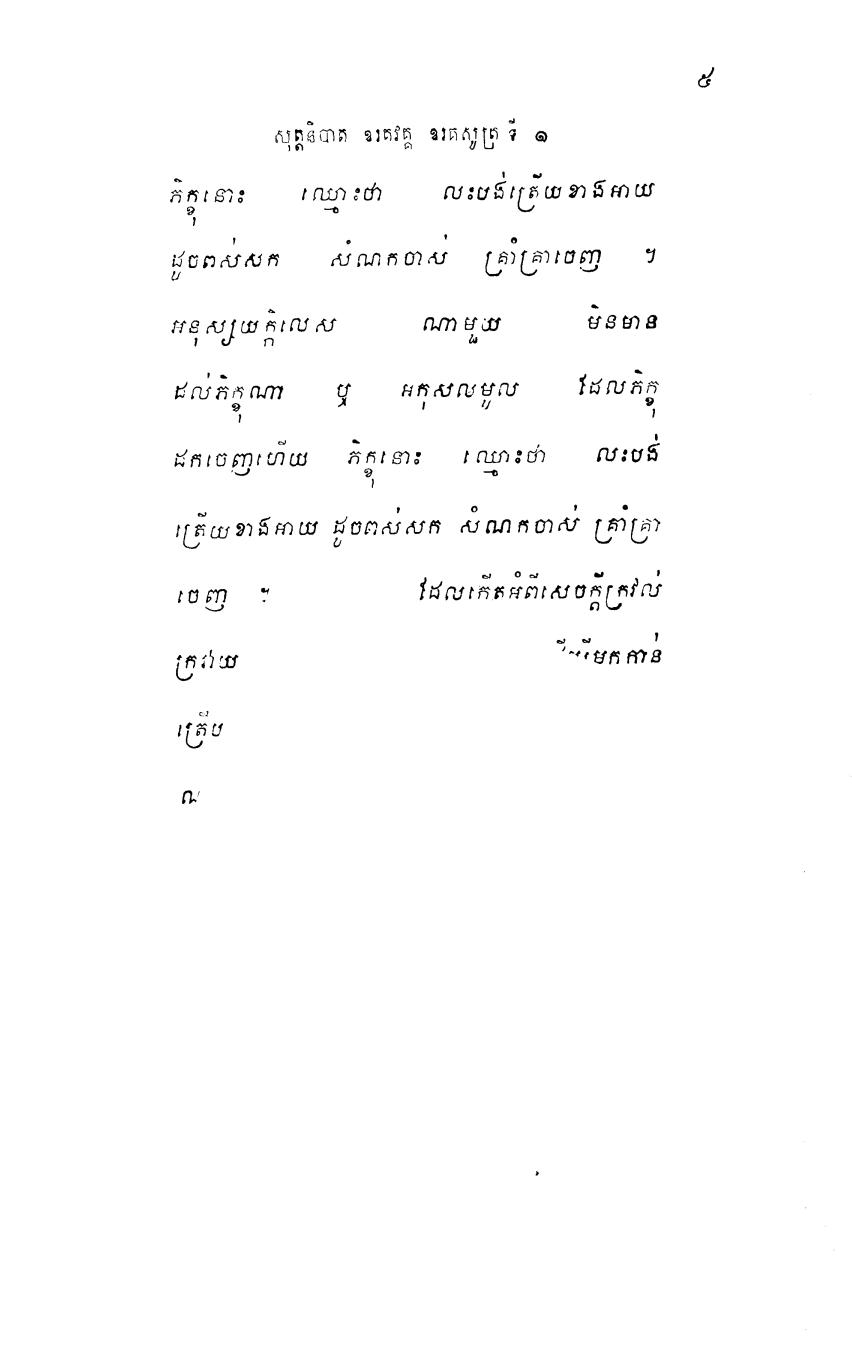 ៥
សុត្តនិបាត ឧរគវគ្គ ឧរគសូត្រ ទី ១
ភិក្ខុនោះ ឈ្មោះថា លះបង់ត្រើយខាងអាយ
ដូចពស់សក សំណកចាស់ គ្រាំគ្រាចេញ ។
អនុស្សយក្កិលេស ណាមួយ មិនមាន
ដល់ភិក្ខុណា ឬ អកុសលមូល ដែលភិក្ខុ
ដកចេញហើយ ភិក្ខុនោះ ឈ្មោះថា លះបង់
ត្រើយខាងអាយ ដូចពស់សក សំណកចាស់ គ្រាំគ្រា
ចេញ ។ ដែលកើតអំពីសេចក្តីក្រវល់
ក្រវាយ មកកាន់
ត្រើយ